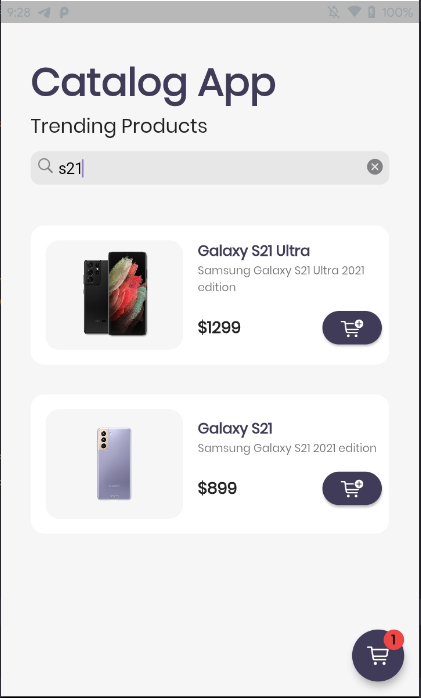 9:28 100%
Catalog App
Trending Products
s21
Galaxy S21 Ultra
Samsung Galaxy S21 Ultra 2021
edition
$1299
Galaxy S21
Samsung Galaxy S21 2021 edition
$899
1